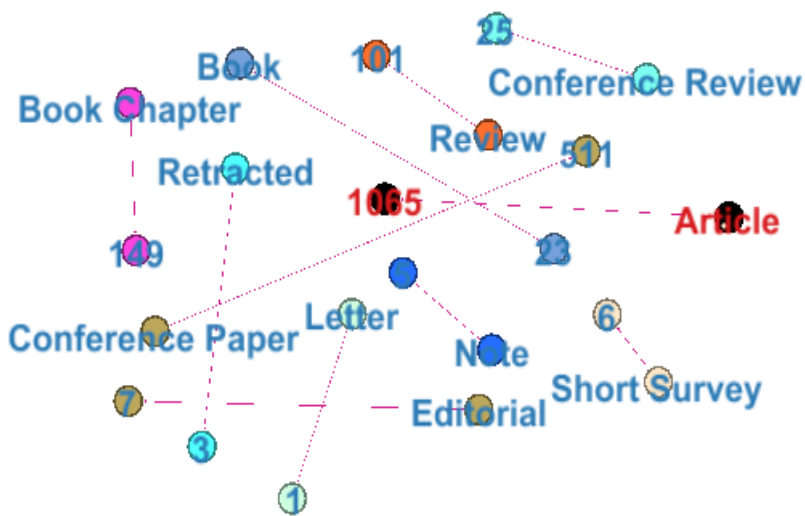 25
Book
101
Conference Review
Book Chapter
Review
511
Retracted
1065
Article
149
23
Letter
6
Conference Paper
Note
Short Survey
7
Editorial
3
1